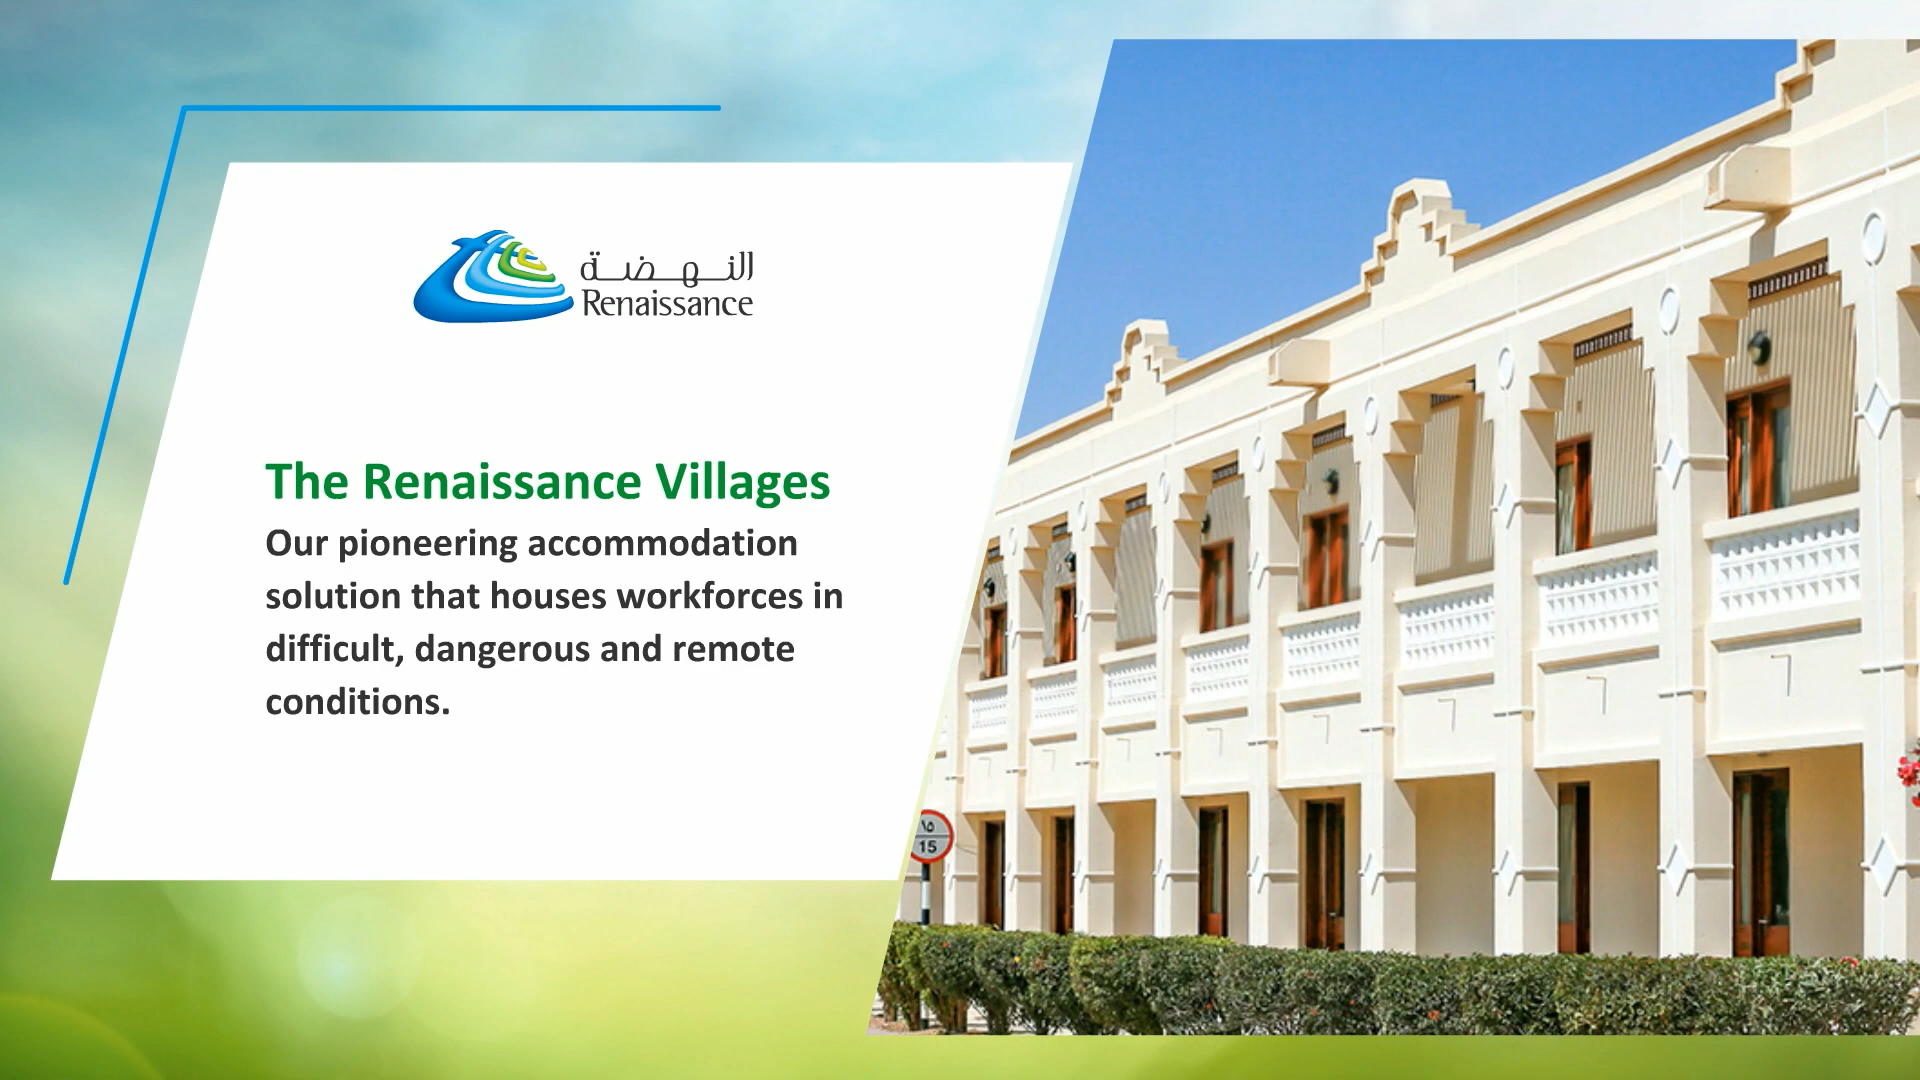 النهضة
Renaissance
The Renaissance Villages
Our pioneering accommodation
solution that houses workforces in
difficult, dangerous and remote
conditions.
١٥
15